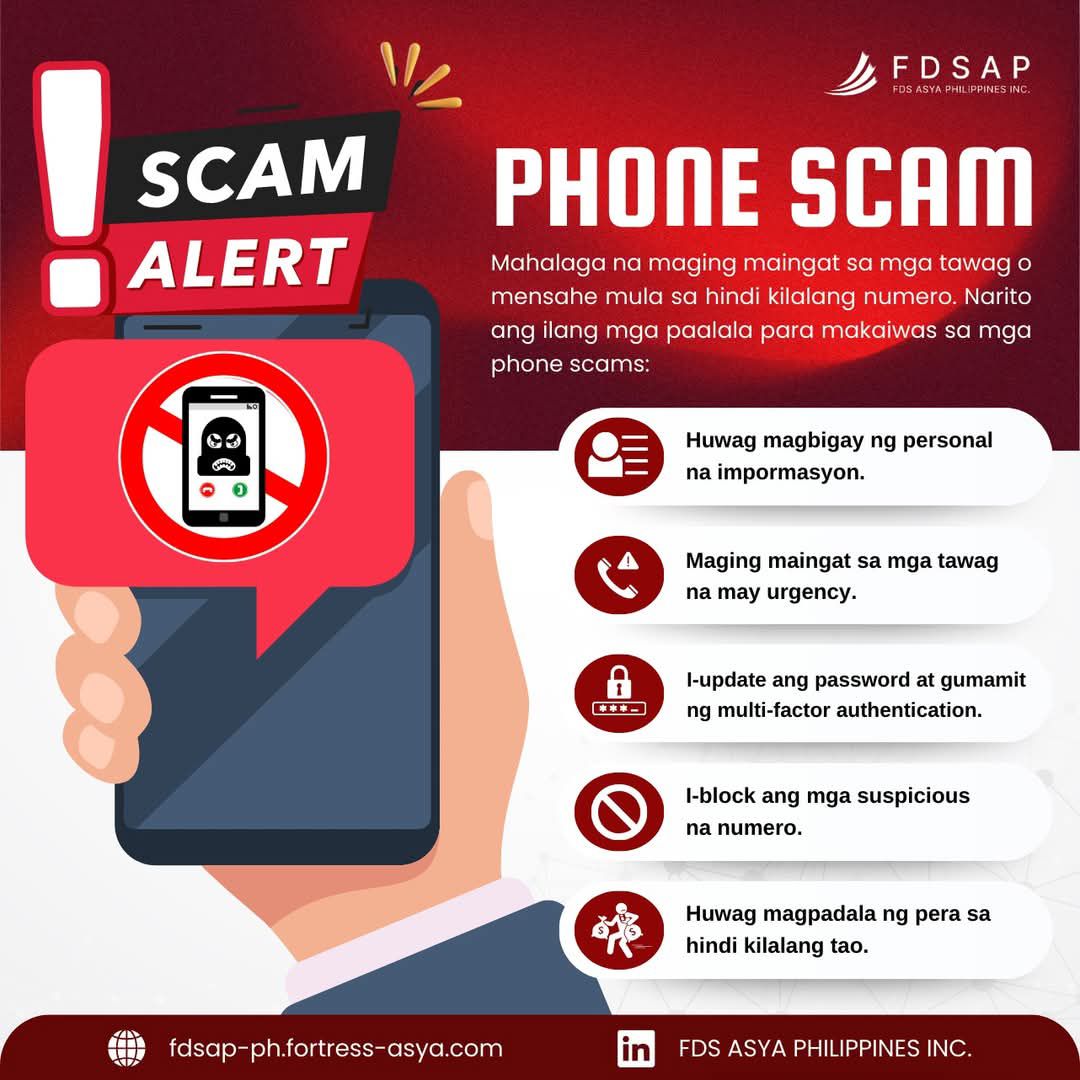 FDSAP
FDS ASYA PHILIPPINES INC.
SCAM
ALERT
PHONE SCAM
Mahalaga na maging maingat sa mga tawag o
mensahe mula sa hindi kilalang numero. Narito
ang ilang mga paalala para makaiwas sa mga
phone scams:
Huwag magbigay ng personal
na impormasyon.
Maging maingat sa mga tawag
na may urgency.
I-update ang password at gumamit
ng multi-factor authentication.
I-block ang mga suspicious
na numero.
Huwag magpadala ng pera sa
hindi kilalang tao.
fdsap-ph.fortress-asya.com
FDS ASYA PHILIPPINES INC.